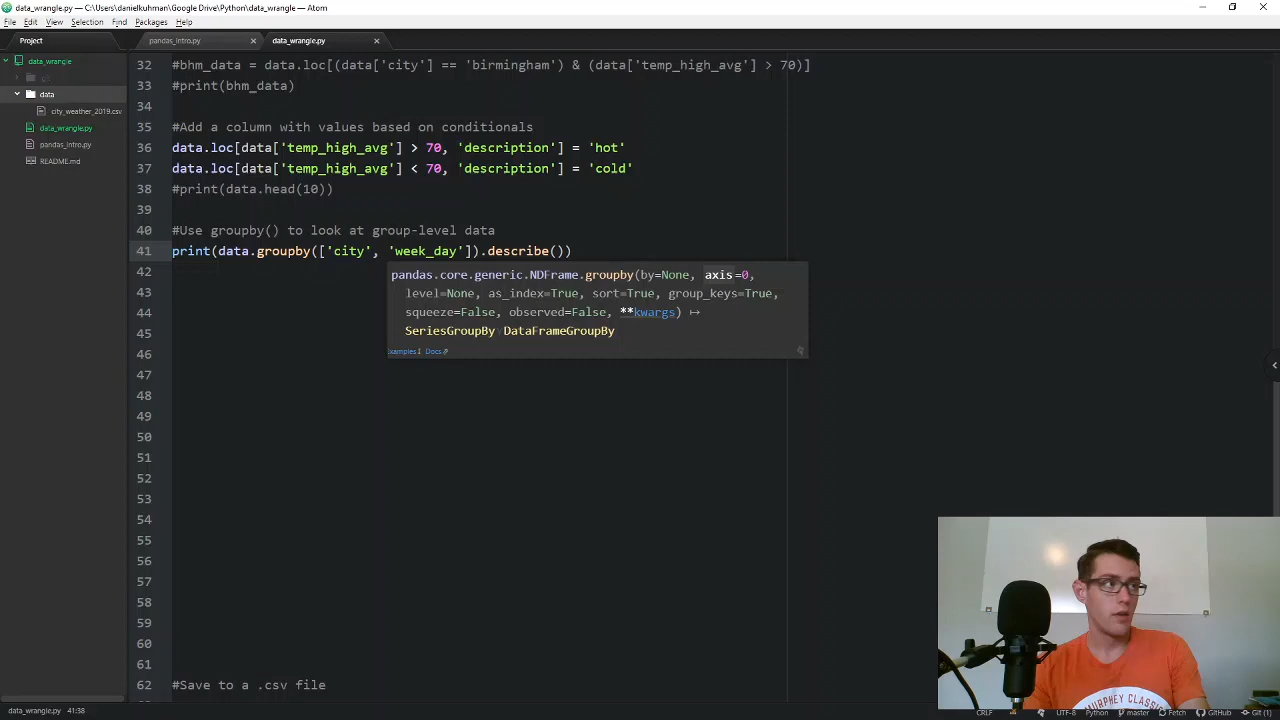 data_wrangle.py — C:\Users\danielkuhman\Google Drive\Python\data_wrangle — Atom
File Edit View Selection Find Packages Help
Project
pandas_intro.py
data_wrangle.py
data_wrangle
data
city_weather_2019.csv
data_wrangle.py
pandas_intro.py
README.md
32 #bhm_data = data.loc[(data['city'] == 'birmingham') & (data['temp_high_avg'] > 70)]
33 #print(bhm_data)
34
35 #Add a column with values based on conditionals
36 data.loc[data['temp_high_avg'] > 70, 'description'] = 'hot'
37 data.loc[data['temp_high_avg'] < 70, 'description'] = 'cold'
38 #print(data.head(10))
39
40 #Use groupby() to look at group-level data
41 print(data.groupby(['city', 'week_day']).describe())
pandas.core.generic.NDFrame.groupby(by=None, axis=0,
level=None, as_index=True, sort=True, group_keys=True,
squeeze=False, observed=False, **kwargs) ↦
SeriesGroupBy DataFrameGroupBy
Docs
42
43
44
45
46
47
48
49
50
51
52
53
54
55
56
57
58
59
60
61
62 #Save to a .csv file
MURPHEY CLASSIC
data_wrangle.py 41:38
CRLF UTF-8 Python master Fetch GitHub Git (1)